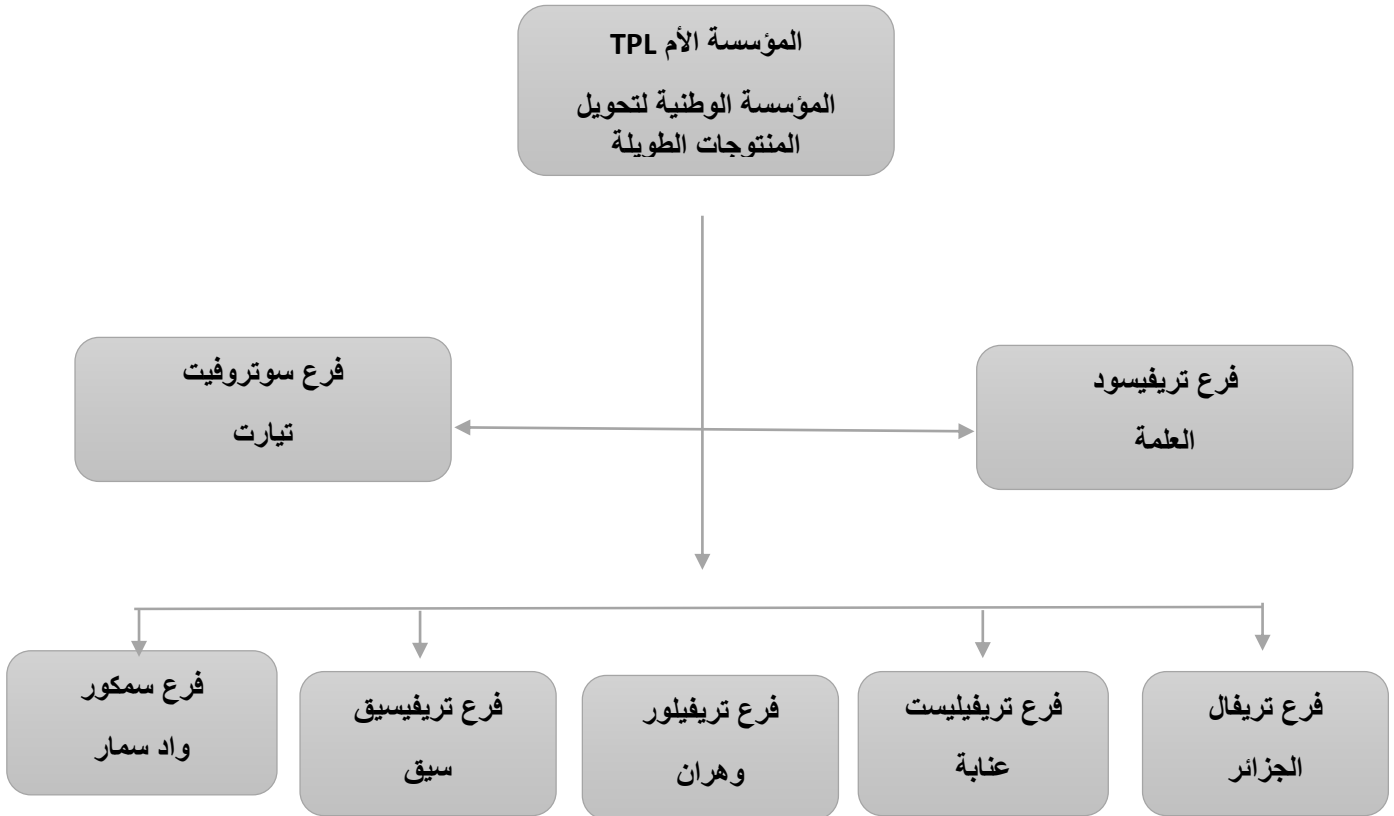 المؤسسة الأم TPL
المؤسسة الوطنية لتحويل
المنتوجات الطويلة
فرع تريفيسود
العلمة
فرع سوتروفيت
تيارت
فرع تريفال
الجزائر
فرع تريفيليست
عنابة
فرع تريفيلور
وهران
فرع تريفيسيق
سيق
فرع سمكور
واد سمار